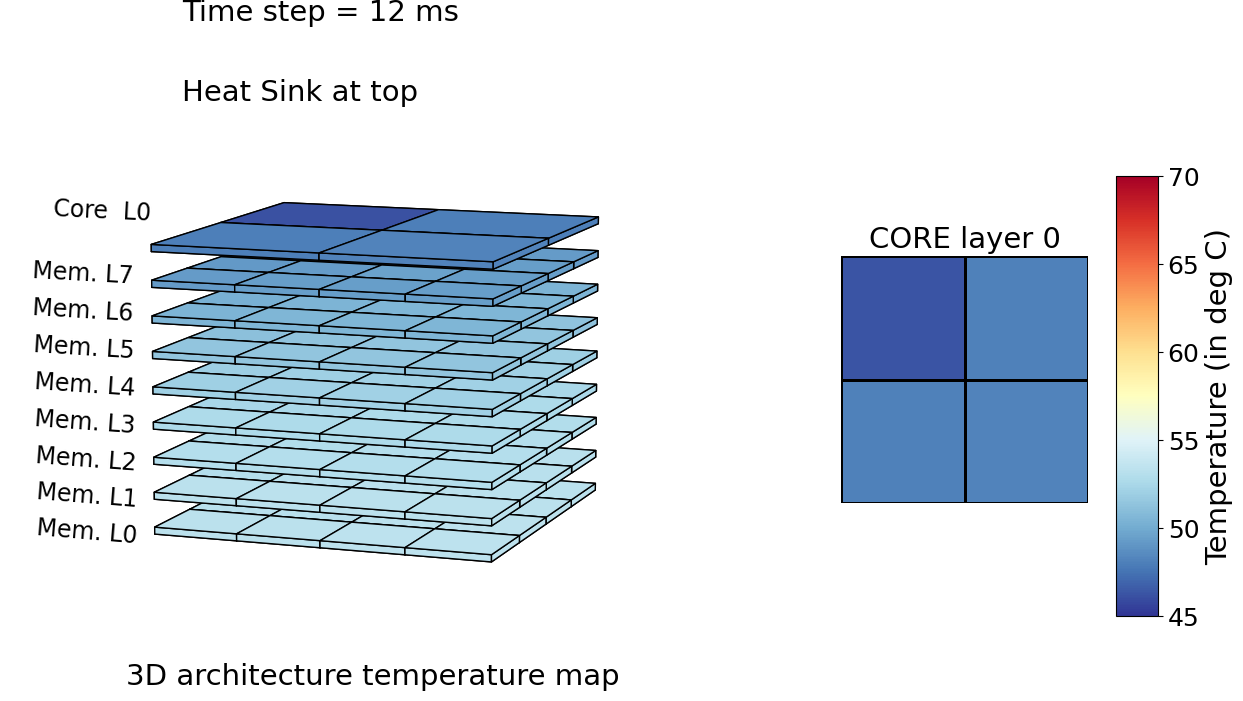 Time step = 12 ms
Heat Sink at top
Core  L0
Mem. L7
Mem. L6
Mem. L5
Mem. L4
Mem. L3
Mem. L2
Mem. L1
Mem. L0
3D architecture temperature map
CORE layer 0
70
65
60
55
50
45
Temperature (in deg C)